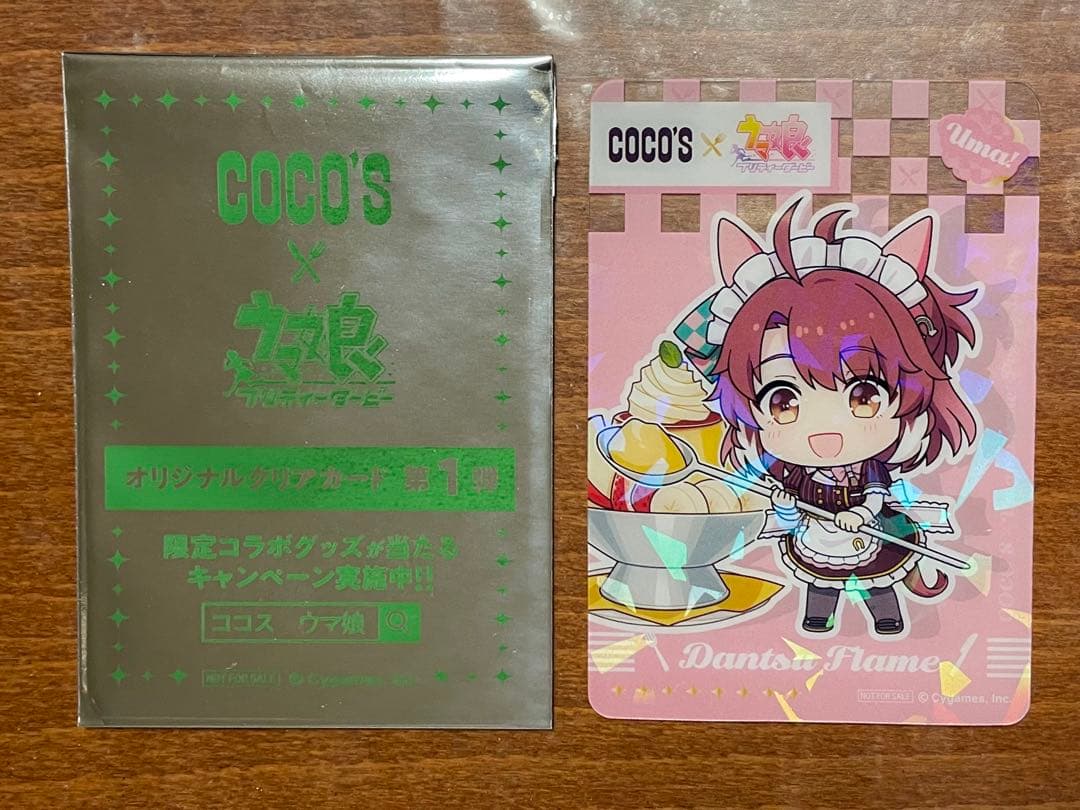 COCO'S
ウマ娘
プリティーダービー
オリジナルクリアカード 第1弾
限定コラボグッズが当たる
キャンペーン実施中!!
ココス ウマ娘
NOT FOR SALE © Cygames, Inc.
COCO'S × ウマ娘
プリティーダービー
Uma!
Dantsu Flame
NOT FOR SALE © Cygames, Inc.